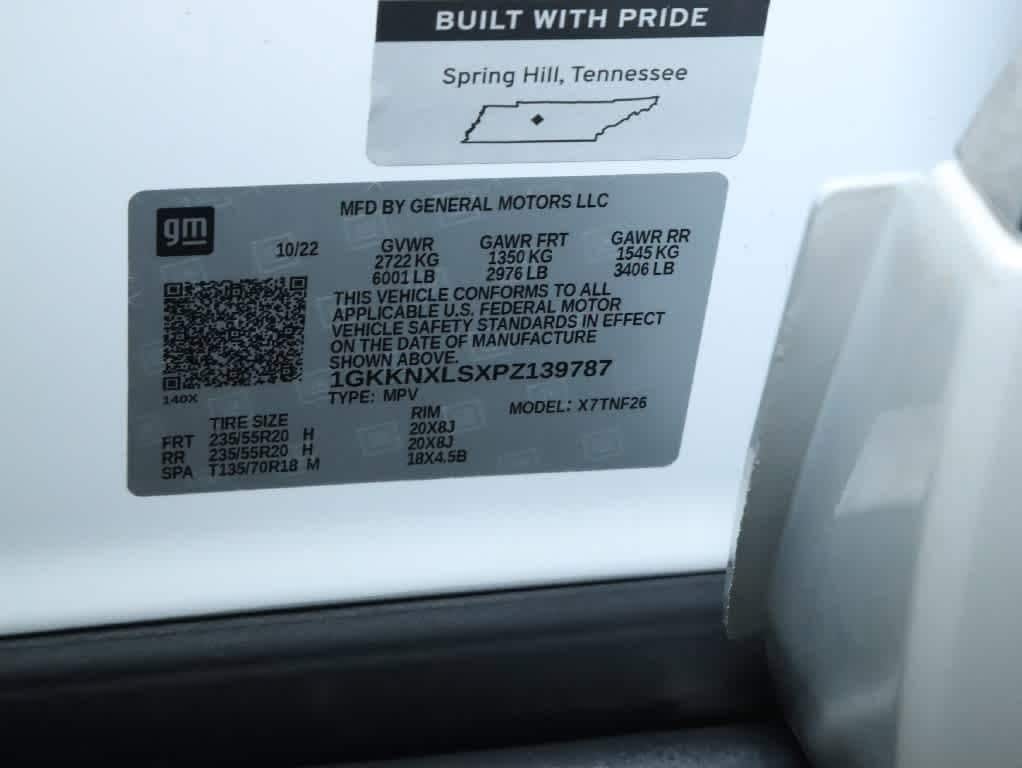 BUILT WITH PRIDE
Spring Hill, Tennessee
gm
MFD BY GENERAL MOTORS LLC
10/22 GVWR GAWR FRT GAWR RR
2722 KG 1350 KG 1545 KG
6001 LB 2976 LB 3406 LB
THIS VEHICLE CONFORMS TO ALL
APPLICABLE U.S. FEDERAL MOTOR
VEHICLE SAFETY STANDARDS IN EFFECT
ON THE DATE OF MANUFACTURE
SHOWN ABOVE.
1GKKNXLSXPZ139787
140X
TYPE: MPV MODEL: X7TNF26
TIRE SIZE RIM
FRT 235/55R20 H 20X8J
RR 235/55R20 H 20X8J
SPA T135/70R18 M 18X4.5B